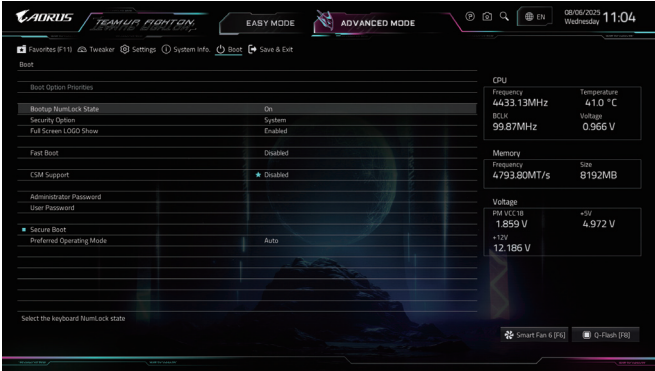 AORUS
TEAMUP. FIGHTON.
EASY MODE
ADVANCED MODE
EN
08/06/2025
Wednesday
11:04
Favorites (F11)
Tweaker
Settings
System Info.
Boot
Save & Exit
Boot
Boot Option Priorities
Bootup NumLock State On
Security Option System
Full Screen LOGO Show Enabled
Fast Boot Disabled
CSM Support ★ Disabled
Administrator Password
User Password
Secure Boot
Preferred Operating Mode Auto
Select the keyboard NumLock state
CPU
Frequency Temperature
4433.13MHz 41.0 °C
BCLK Voltage
99.87MHz 0.966 V
Memory
Frequency Size
4793.80MT/s 8192MB
Voltage
PM VCC18 +5V
1.859 V 4.972 V
+12V
12.186 V
Smart Fan 6 [F6]
Q-Flash [F8]